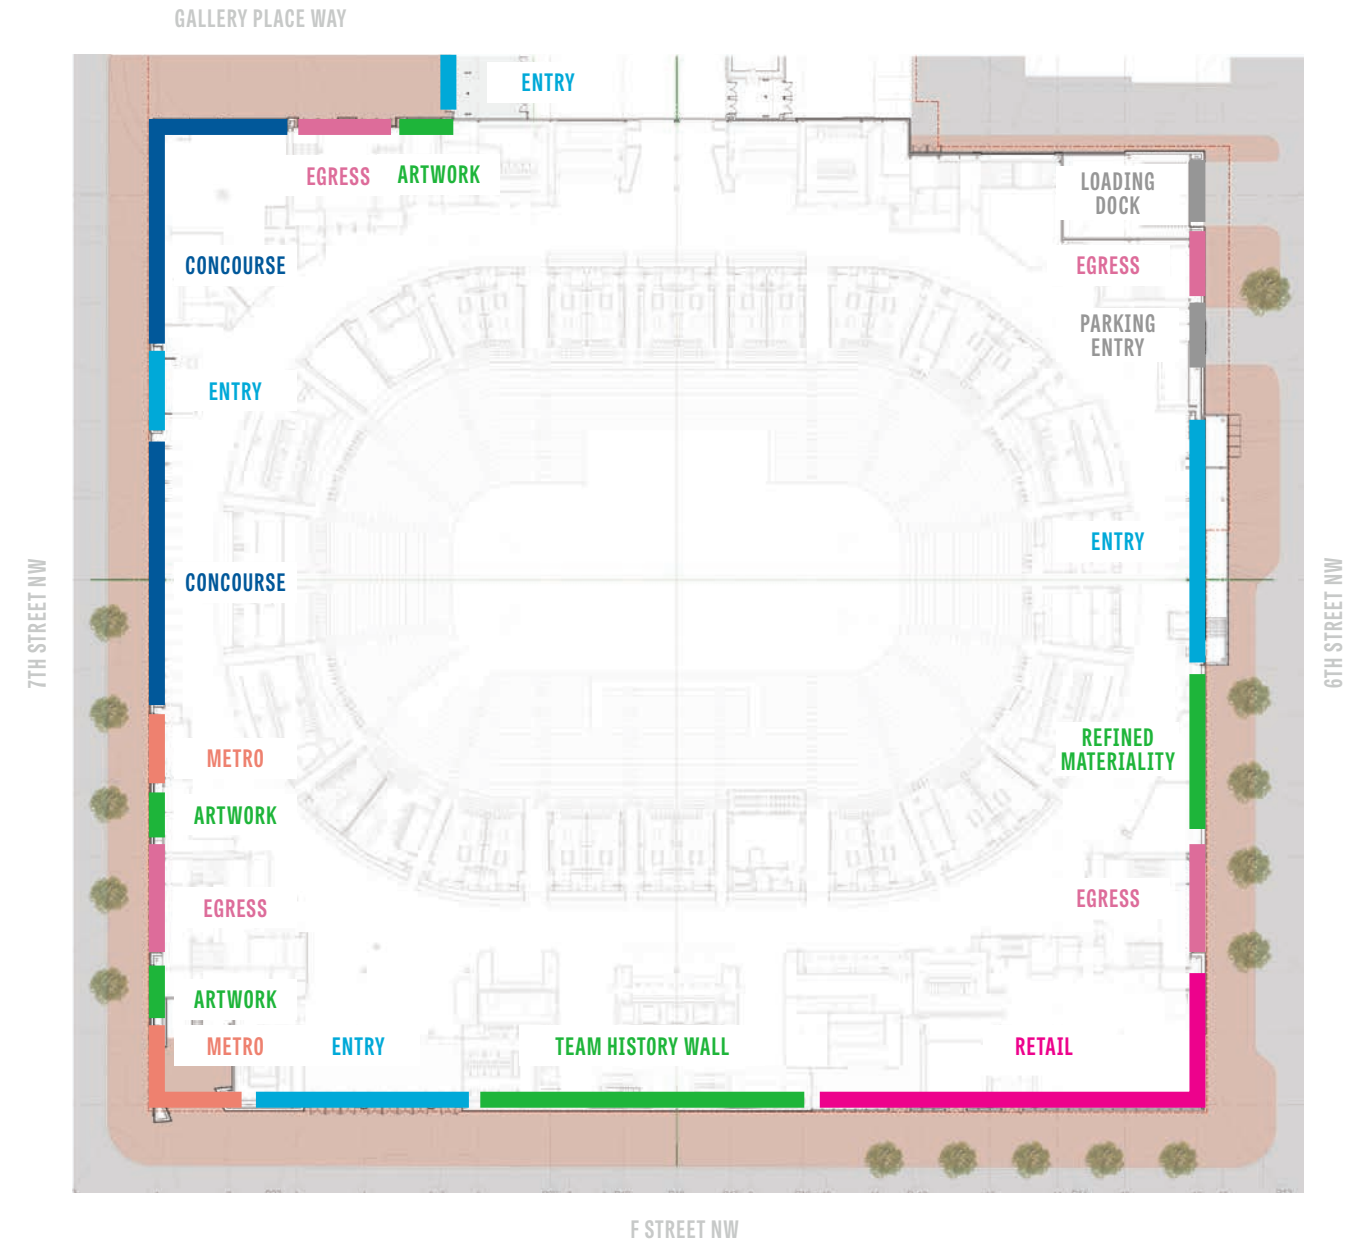 GALLERY PLACE WAY
ENTRY
EGRESS
ARTWORK
LOADING
DOCK
CONCOURSE
EGRESS
PARKING
ENTRY
ENTRY
ENTRY
CONCOURSE
7TH STREET NW
6TH STREET NW
REFINED
MATERIALITY
METRO
ARTWORK
EGRESS
EGRESS
ARTWORK
METRO
ENTRY
TEAM HISTORY WALL
RETAIL
F STREET NW